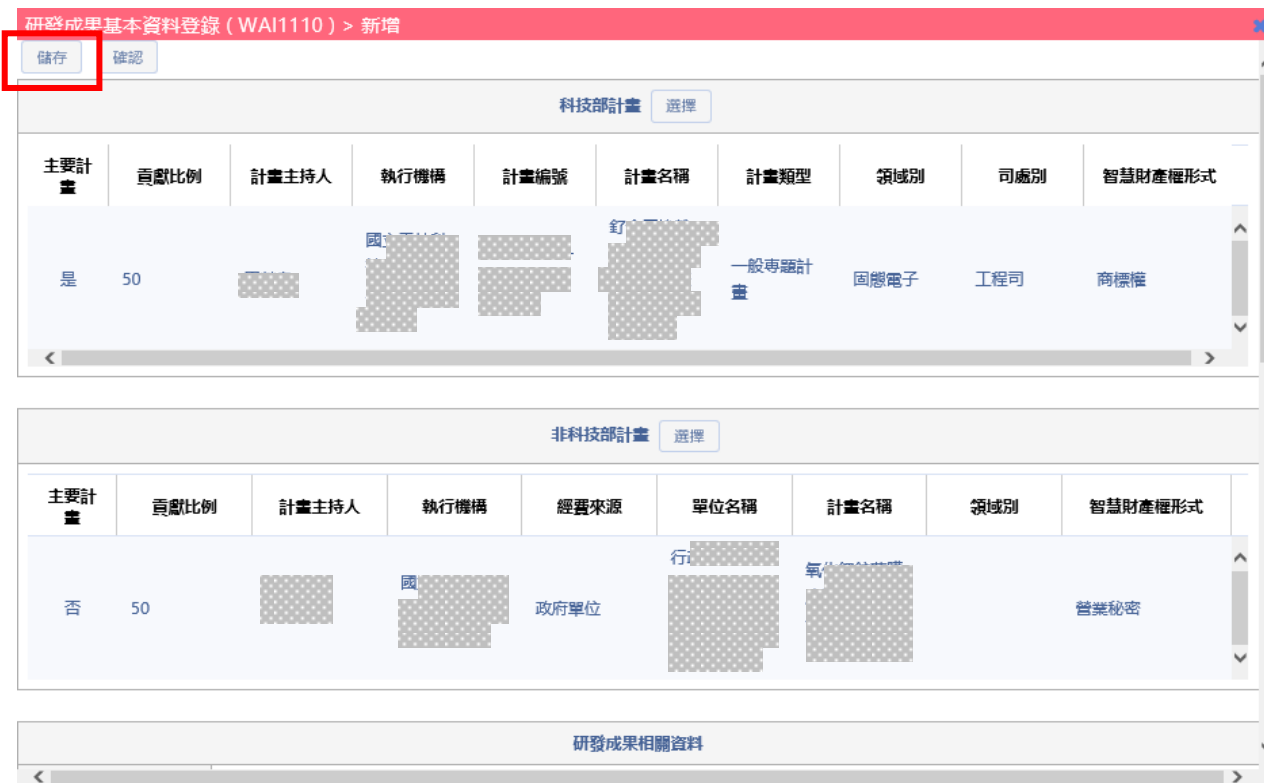 研發成果基本資料登錄 ( WAI1110 ) > 新增
儲存 確認
科技部計畫 選擇
主要計畫 貢獻比例 計畫主持人 執行機構 計畫編號 計畫名稱 計畫類型 領域別 司處別 智慧財產權形式
是 50 國 釘 一般專題計畫 固態電子 工程司 商標權
非科技部計畫 選擇
主要計畫 貢獻比例 計畫主持人 執行機構 經費來源 單位名稱 計畫名稱 領域別 智慧財產權形式
否 50 國 政府單位 行 氧 營業秘密
研發成果相關資料